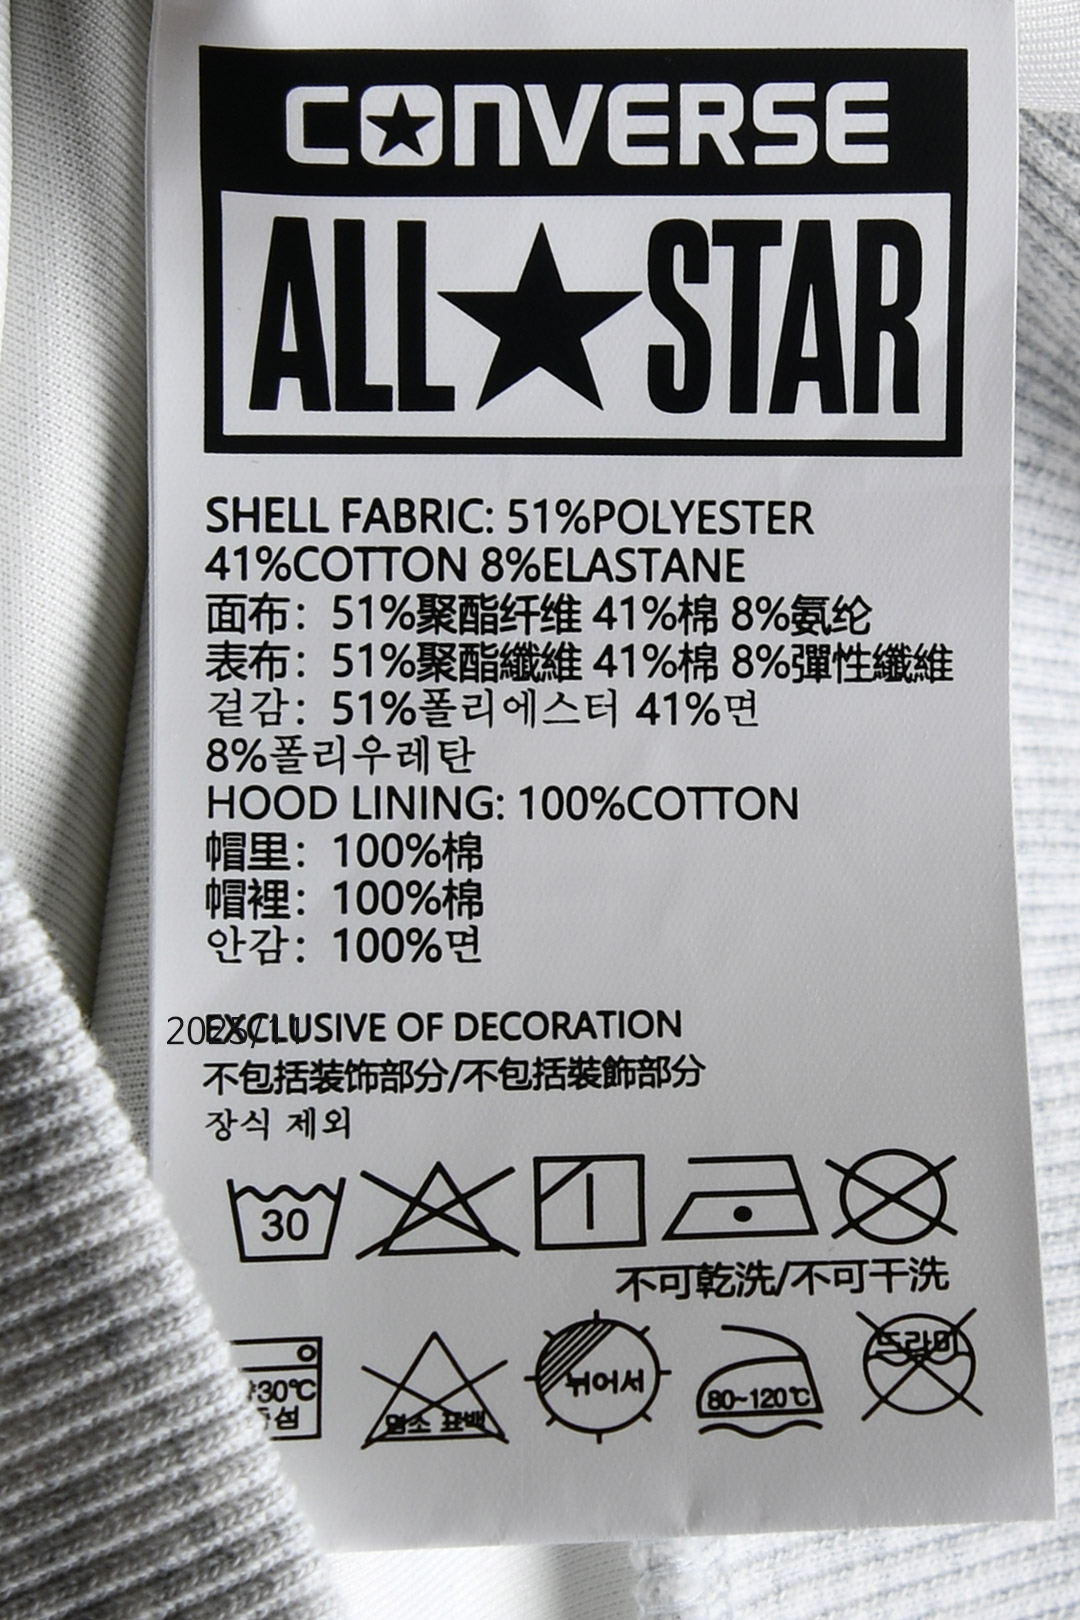 CONVERSE
ALL STAR
SHELL FABRIC: 51%POLYESTER
41%COTTON 8%ELASTANE
面布：51%聚酯纤维 41%棉 8%氨纶
表布：51%聚酯纖維 41%棉 8%彈性纖維
겉감：51%폴리에스터 41%면
8%폴리우레탄
HOOD LINING: 100%COTTON
帽里：100%棉
帽裡：100%棉
안감：100%면
EXCLUSIVE OF DECORATION
不包括装饰部分/不包括裝飾部分
장식 제외
30
不可乾洗/不可干洗
30℃
뉘어서
80~120℃
염소 표백
드라이